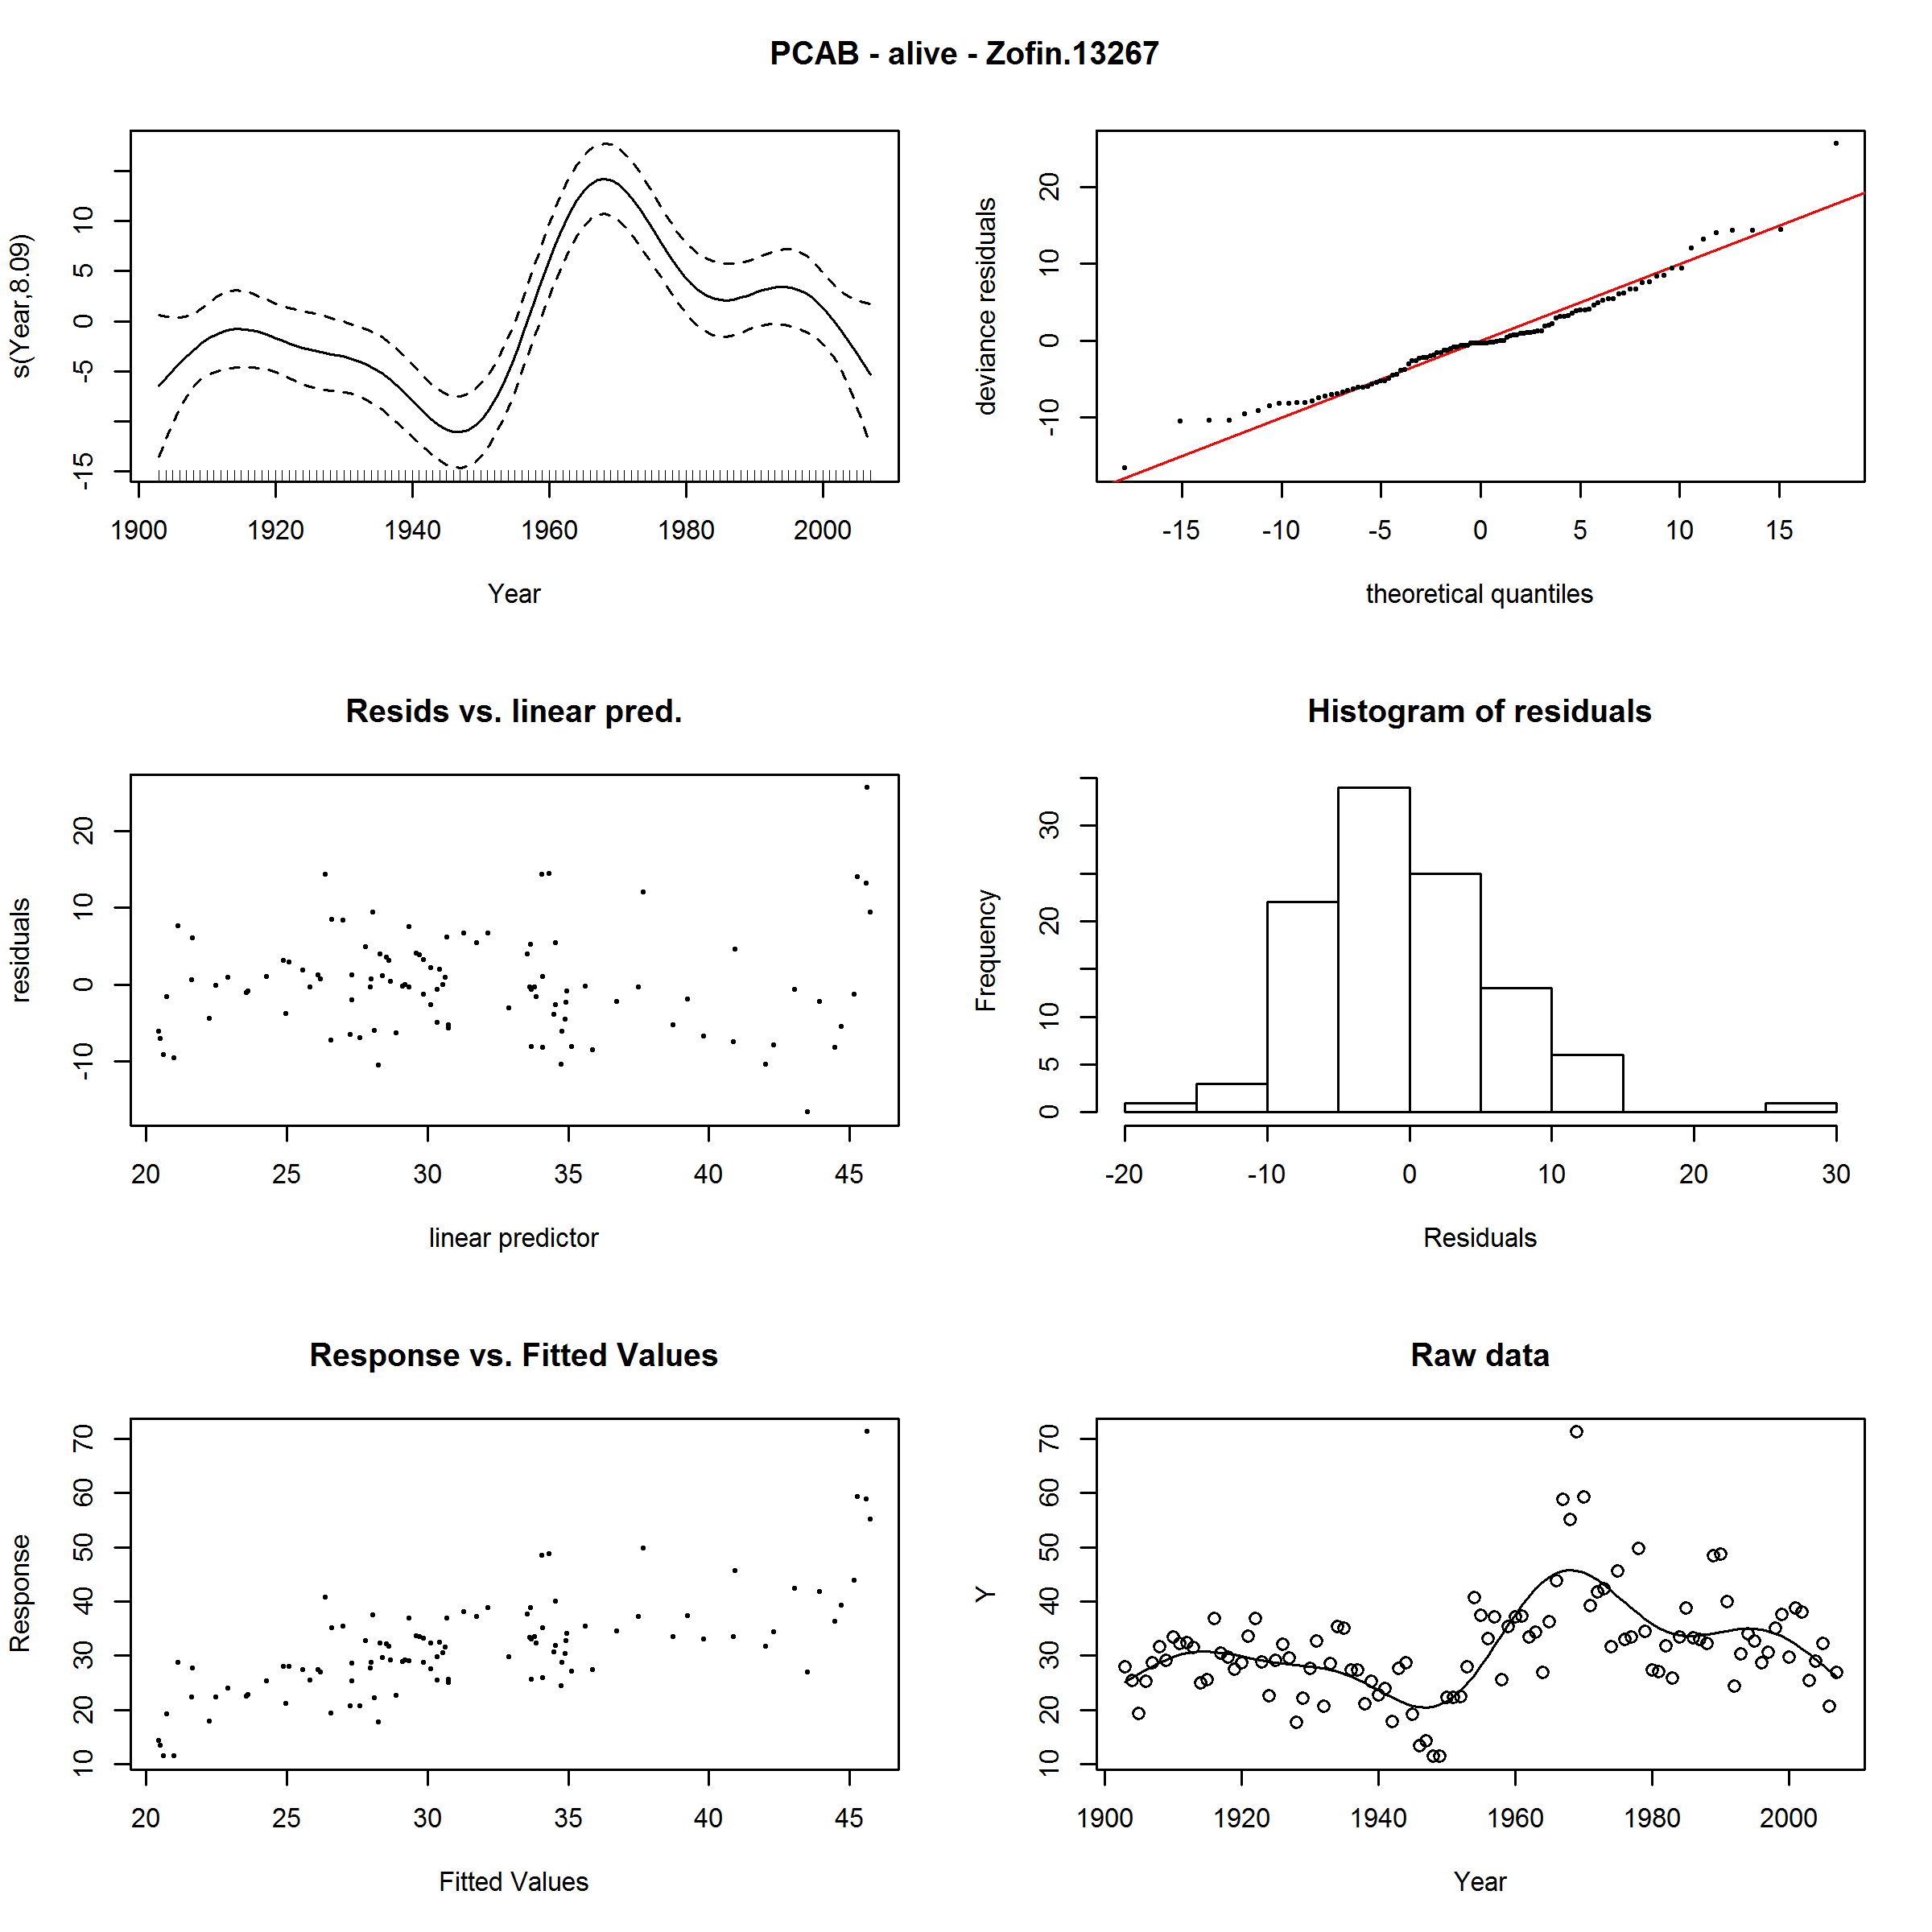 PCAB - alive - Zofin.13267
s(Year,8.09)
-15 -5 0 5 10
1900 1920 1940 1960 1980 2000
Year
deviance residuals
-10 0 10 20
-15 -10 -5 0 5 10 15
theoretical quantiles
Resids vs. linear pred.
residuals
-10 0 10 20
20 25 30 35 40 45
linear predictor
Histogram of residuals
Frequency
0 5 10 20 30
-20 -10 0 10 20 30
Residuals
Response vs. Fitted Values
Response
10 20 30 40 50 60 70
20 25 30 35 40 45
Fitted Values
Raw data
Y
10 20 30 40 50 60 70
1900 1920 1940 1960 1980 2000
Year